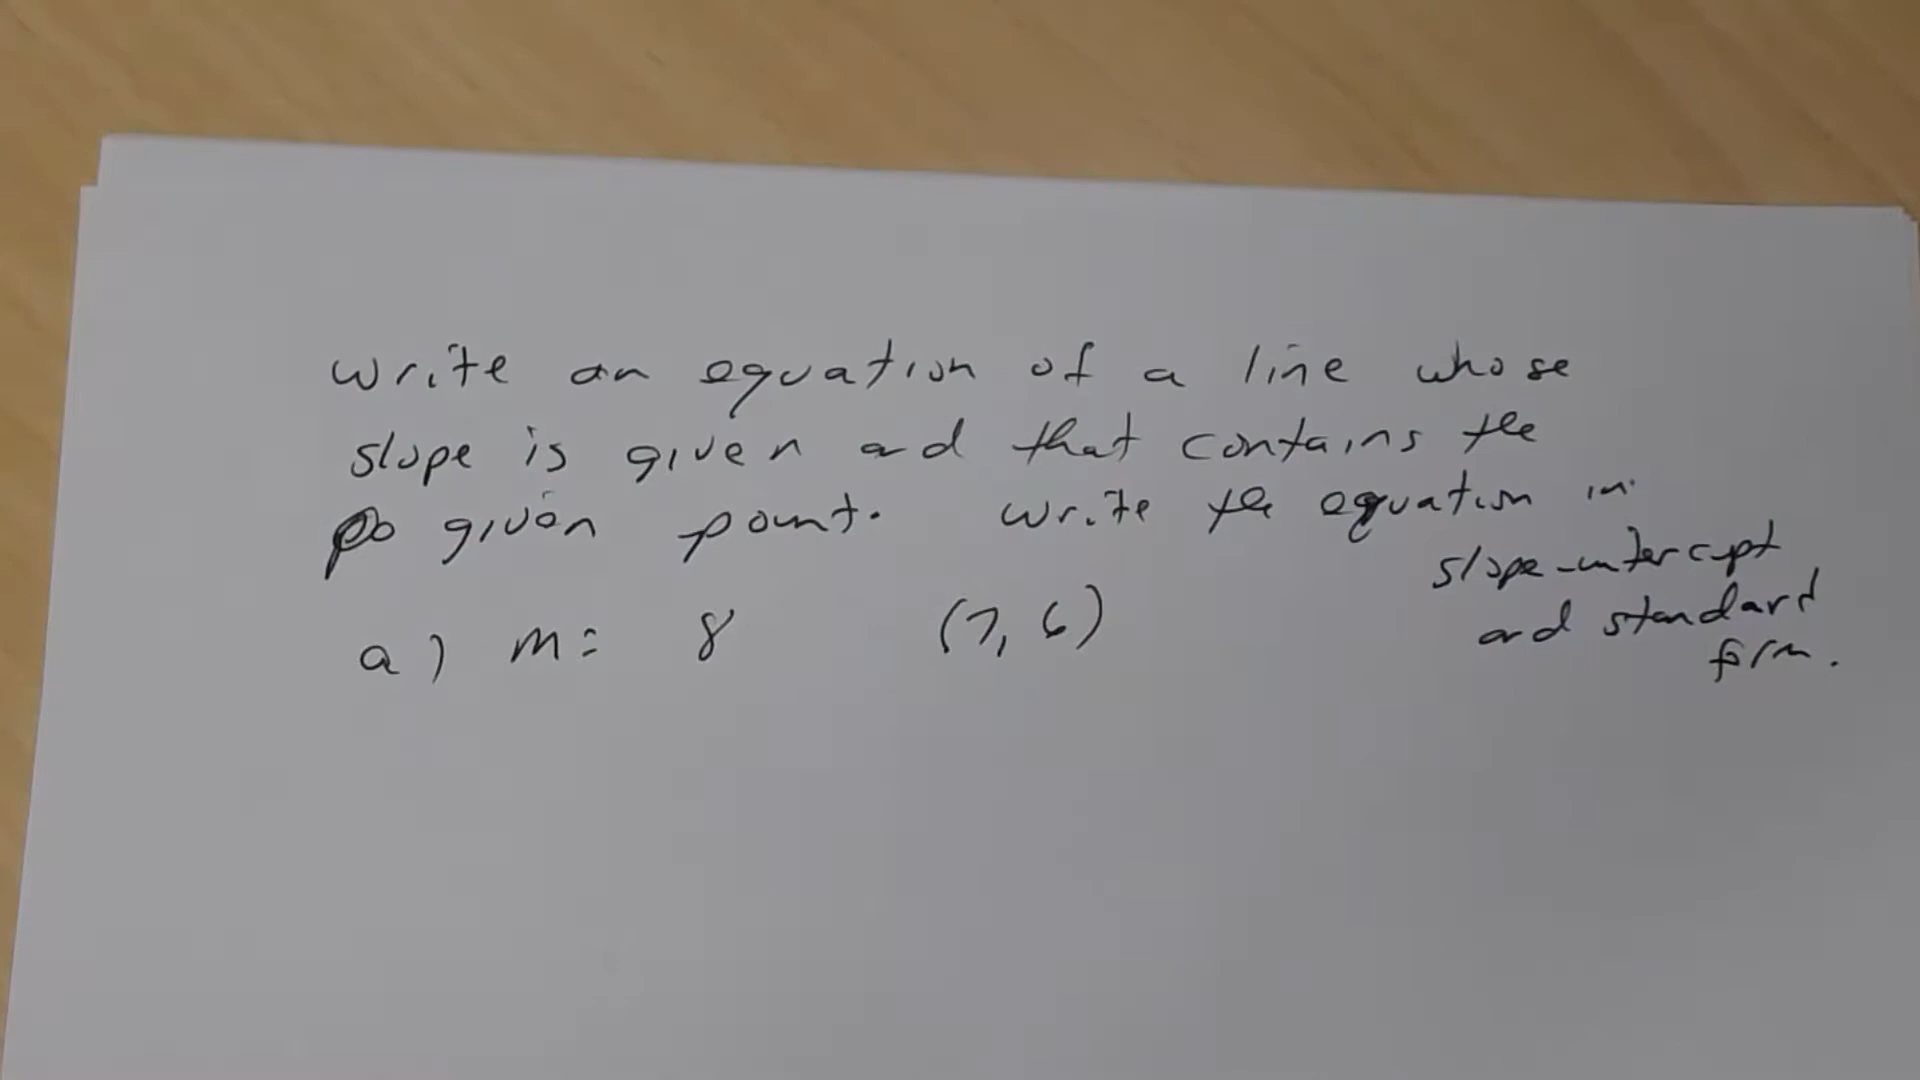 write an equation of a line whose
slope is given and that contains the
po given point. write the equation in
slope-intercept
and standard
form.
a) m= 8 (7, 6)